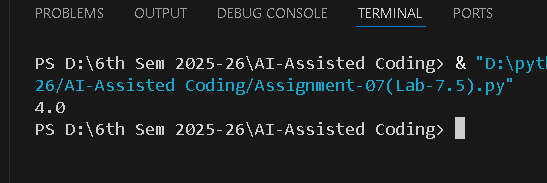 PROBLEMS OUTPUT DEBUG CONSOLE TERMINAL PORTS
PS D:\6th Sem 2025-26\AI-Assisted Coding> & "D:\pyth
26/AI-Assisted Coding/Assignment-07(Lab-7.5).py"
4.0
PS D:\6th Sem 2025-26\AI-Assisted Coding>